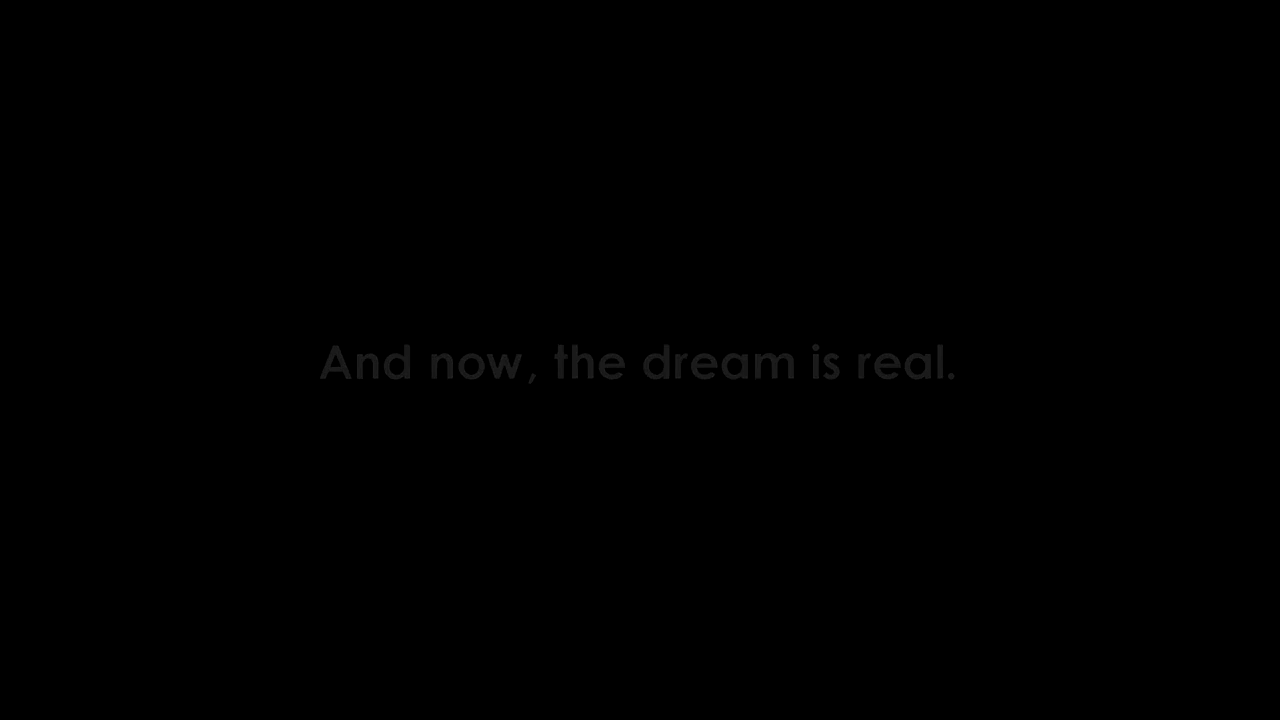 And now, the dream is real.